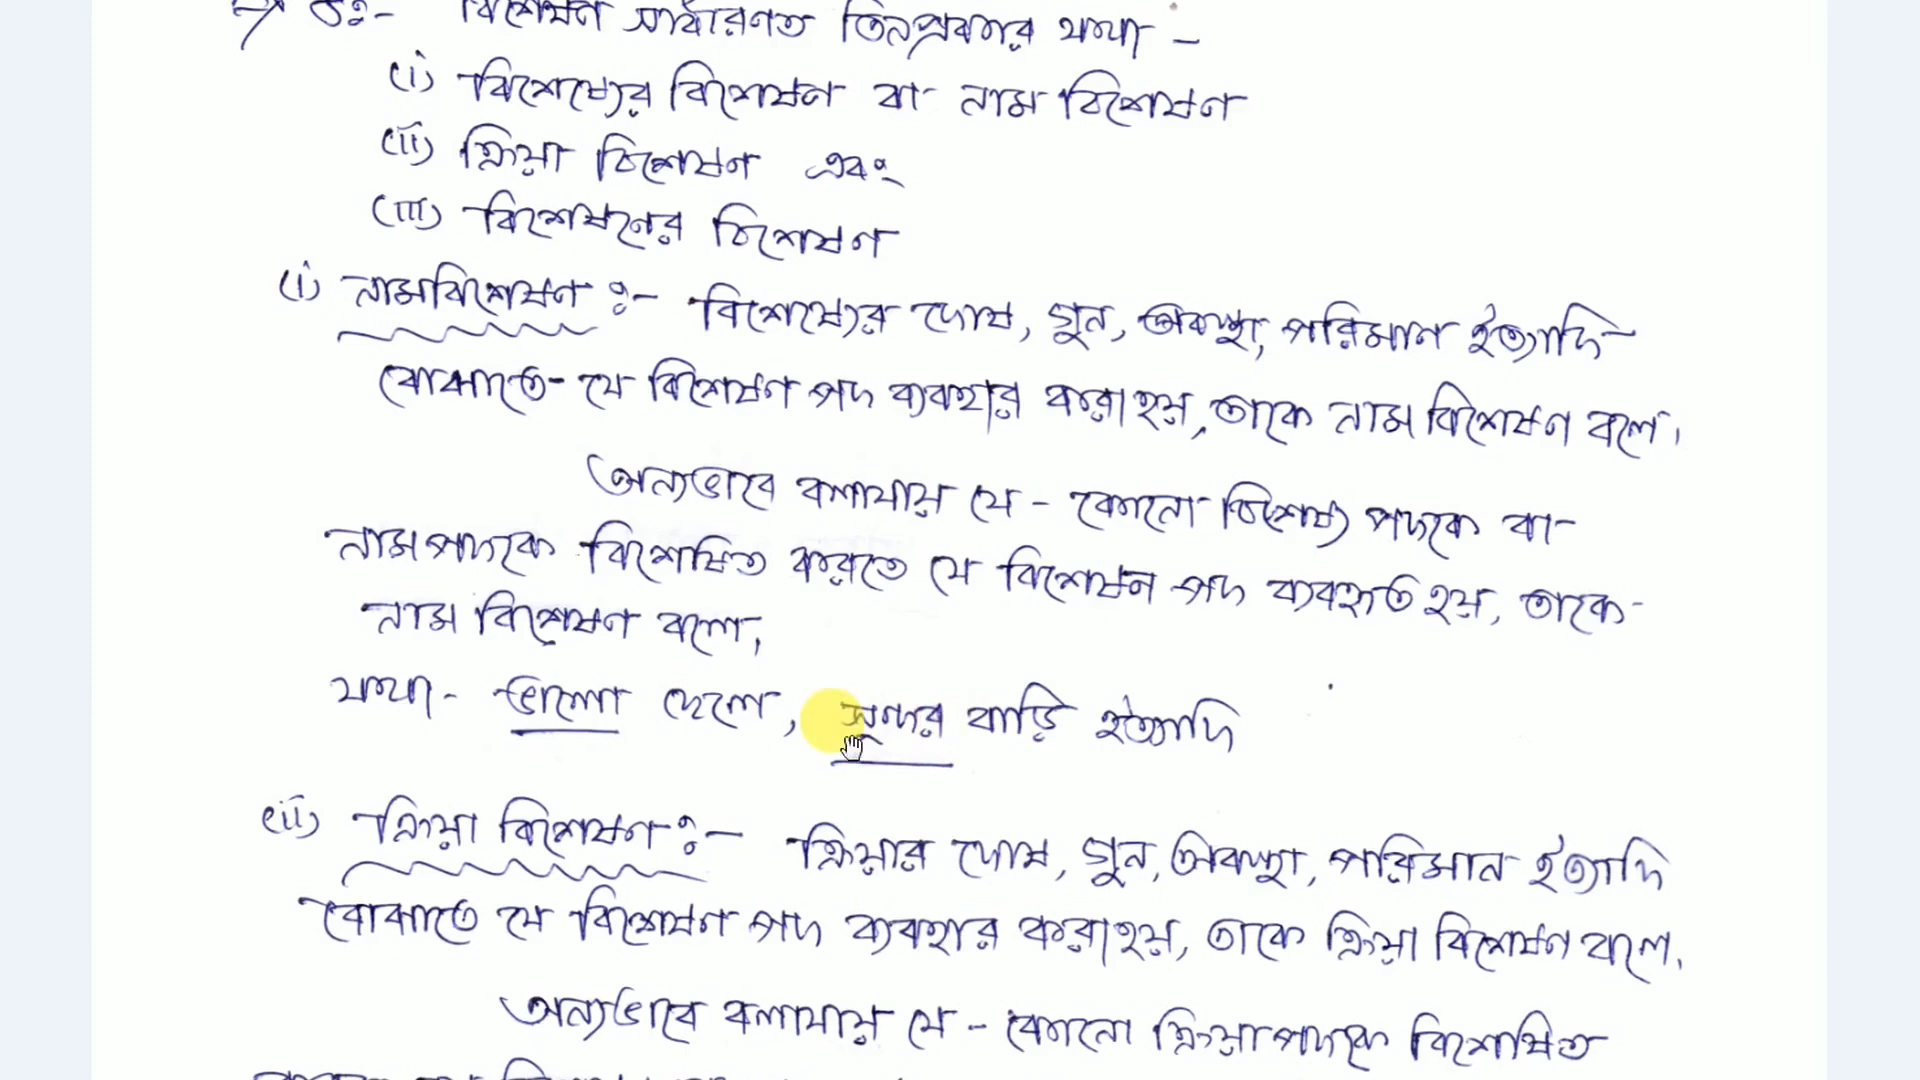 → উঃ- বিশেষণ সাধারণত তিনপ্রকার যথা -
(i) বিশেষ্যের বিশেষণ বা নাম বিশেষণ
(ii) ক্রিয়া বিশেষণ এবং
(iii) বিশেষনের বিশেষণ
(i) নামবিশেষণ ঃ- বিশেষ্যের দোষ, গুন, অবস্থা, পরিমান ইত্যাদি
বোঝাতে যে বিশেষণ পদ ব্যবহার করা হয়, তাকে নাম বিশেষণ বলে।
অন্যভাবে বলাযায় যে - কোনো বিশেষ্য পদকে বা
নামপদকে বিশেষিত করতে যে বিশেষন পদ ব্যবহৃত হয়, তাকে
নাম বিশেষণ বলে,
যথা- ভালো ছেলে, সুন্দর বাড়ি ইত্যাদি
(ii) ক্রিয়া বিশেষণ ঃ- ক্রিয়ার দোষ, গুন, অবস্থা, পরিমান ইত্যাদি
বোঝাতে যে বিশেষণ পদ ব্যবহার করা হয়, তাকে ক্রিয়া বিশেষণ বলে,
অন্যভাবে বলাযায় যে - কোনো ক্রিয়াপদকে বিশেষিত